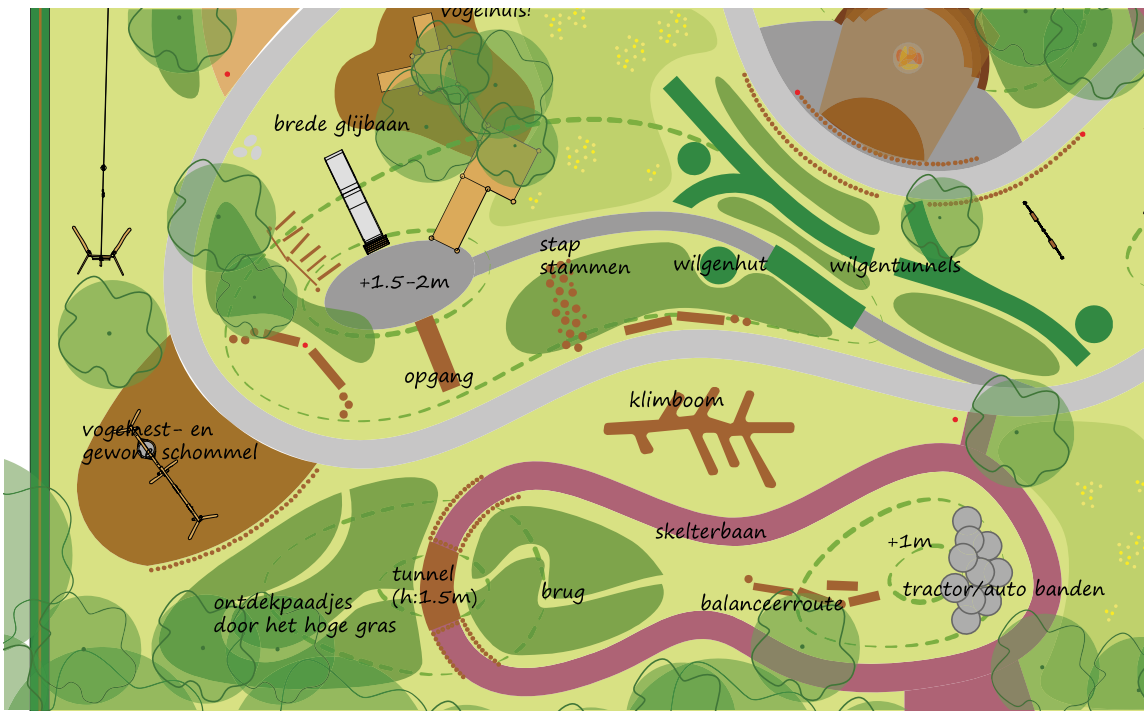 vogelhuis!
brede glijbaan
stap
stammen
wilgenhut
wilgentunnels
+1.5-2m
opgang
klimboom
vogelnest- en
gewone schommel
skelterbaan
+1m
tunnel
(h:1.5m)
brug
tractor/auto banden
balanceerroute
ontdekpaadjes
door het hoge gras